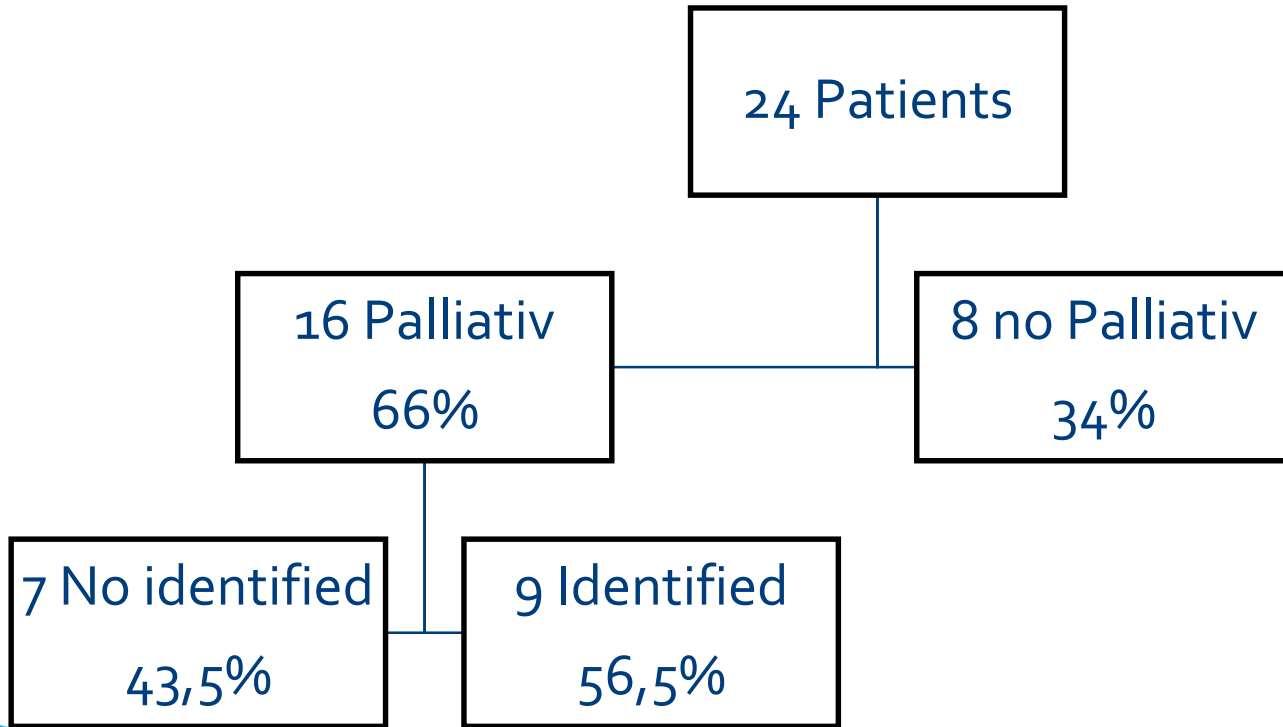 24 Patients
16 Palliativ
66%
8 no Palliativ
34%
7 No identified
43,5%
9 Identified
56,5%